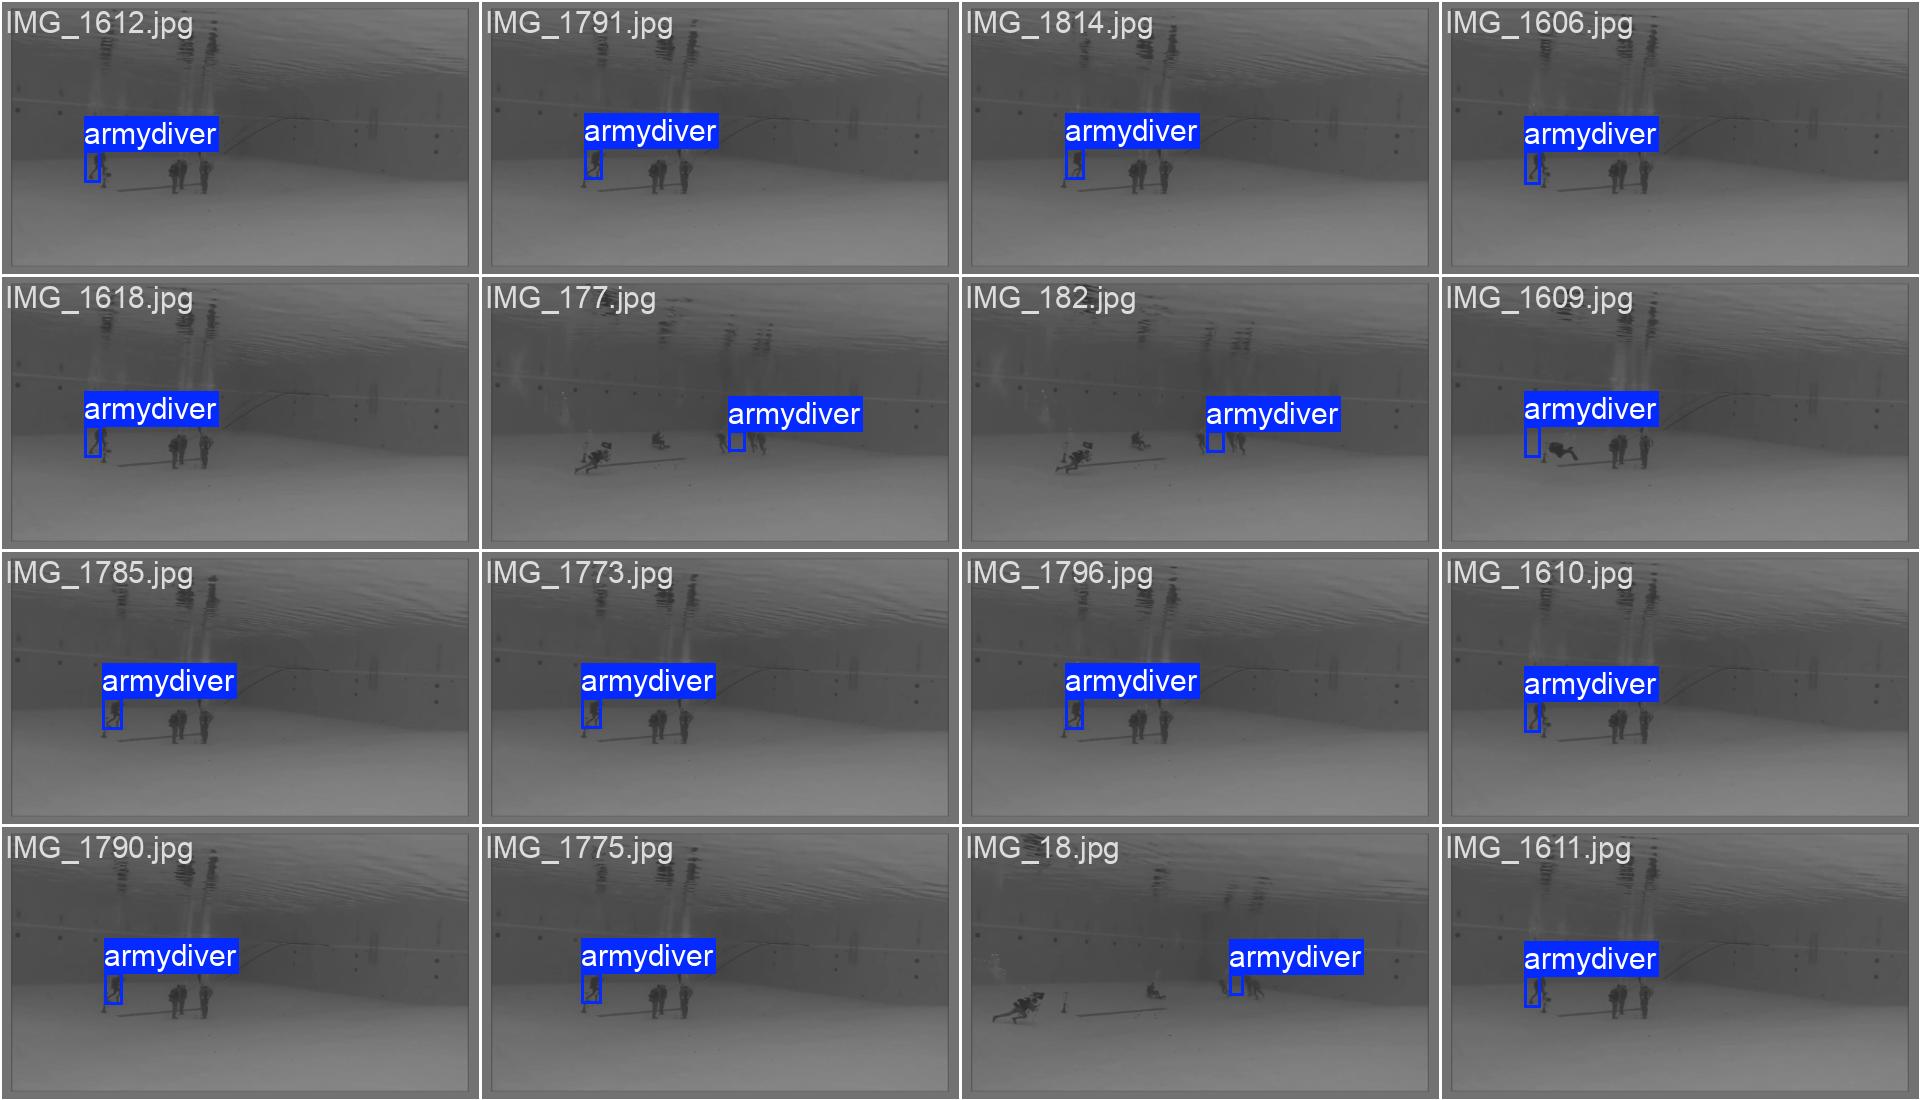 IMG_1612.jpg
armydiver
IMG_1791.jpg
armydiver
IMG_1814.jpg
armydiver
IMG_1606.jpg
armydiver
IMG_1618.jpg
armydiver
IMG_177.jpg
armydiver
IMG_182.jpg
armydiver
IMG_1609.jpg
armydiver
IMG_1785.jpg
armydiver
IMG_1773.jpg
armydiver
IMG_1796.jpg
armydiver
IMG_1610.jpg
armydiver
IMG_1790.jpg
armydiver
IMG_1775.jpg
armydiver
IMG_18.jpg
armydiver
IMG_1611.jpg
armydiver